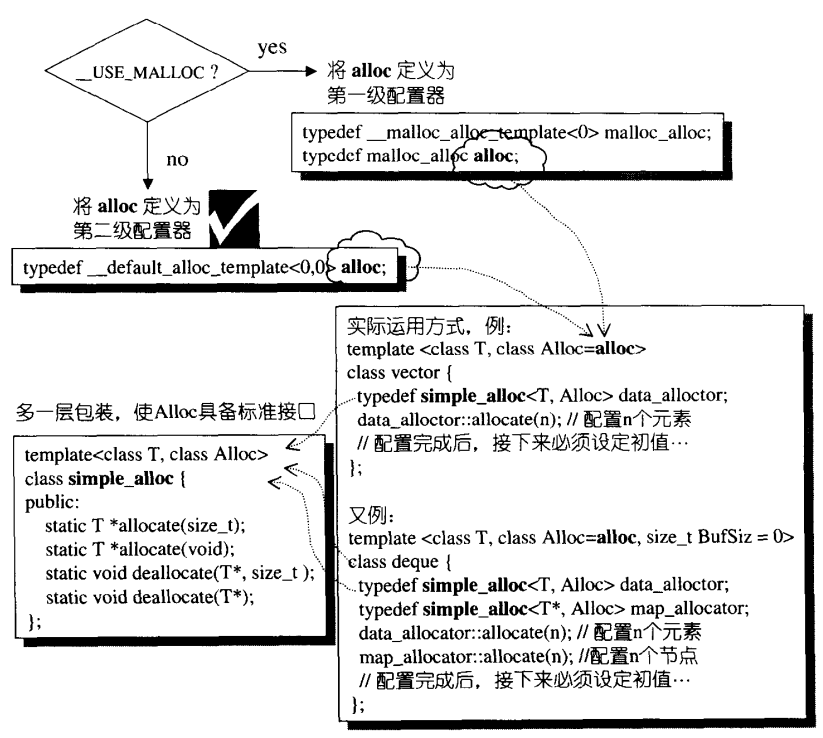 __USE_MALLOC ?
yes
将 alloc 定义为
第一级配置器
typedef __malloc_alloc_template<0> malloc_alloc;
typedef malloc_alloc alloc;
no
将 alloc 定义为
第二级配置器
typedef __default_alloc_template<0,0> alloc;
实际运用方式，例：
template <class T, class Alloc=alloc>
class vector {
typedef simple_alloc<T, Alloc> data_alloctor;
data_alloctor::allocate(n); // 配置n个元素
// 配置完成后，接下来必须设定初值…
};
又例：
template <class T, class Alloc=alloc, size_t BufSiz = 0>
class deque {
typedef simple_alloc<T, Alloc> data_alloctor;
typedef simple_alloc<T*, Alloc> map_allocator;
data_allocator::allocate(n); // 配置n个元素
map_allocator::allocate(n); //配置n个节点
// 配置完成后，接下来必须设定初值…
};
多一层包装，使Alloc具备标准接口
template<class T, class Alloc>
class simple_alloc {
public:
static T *allocate(size_t);
static T *allocate(void);
static void deallocate(T*, size_t );
static void deallocate(T*);
};